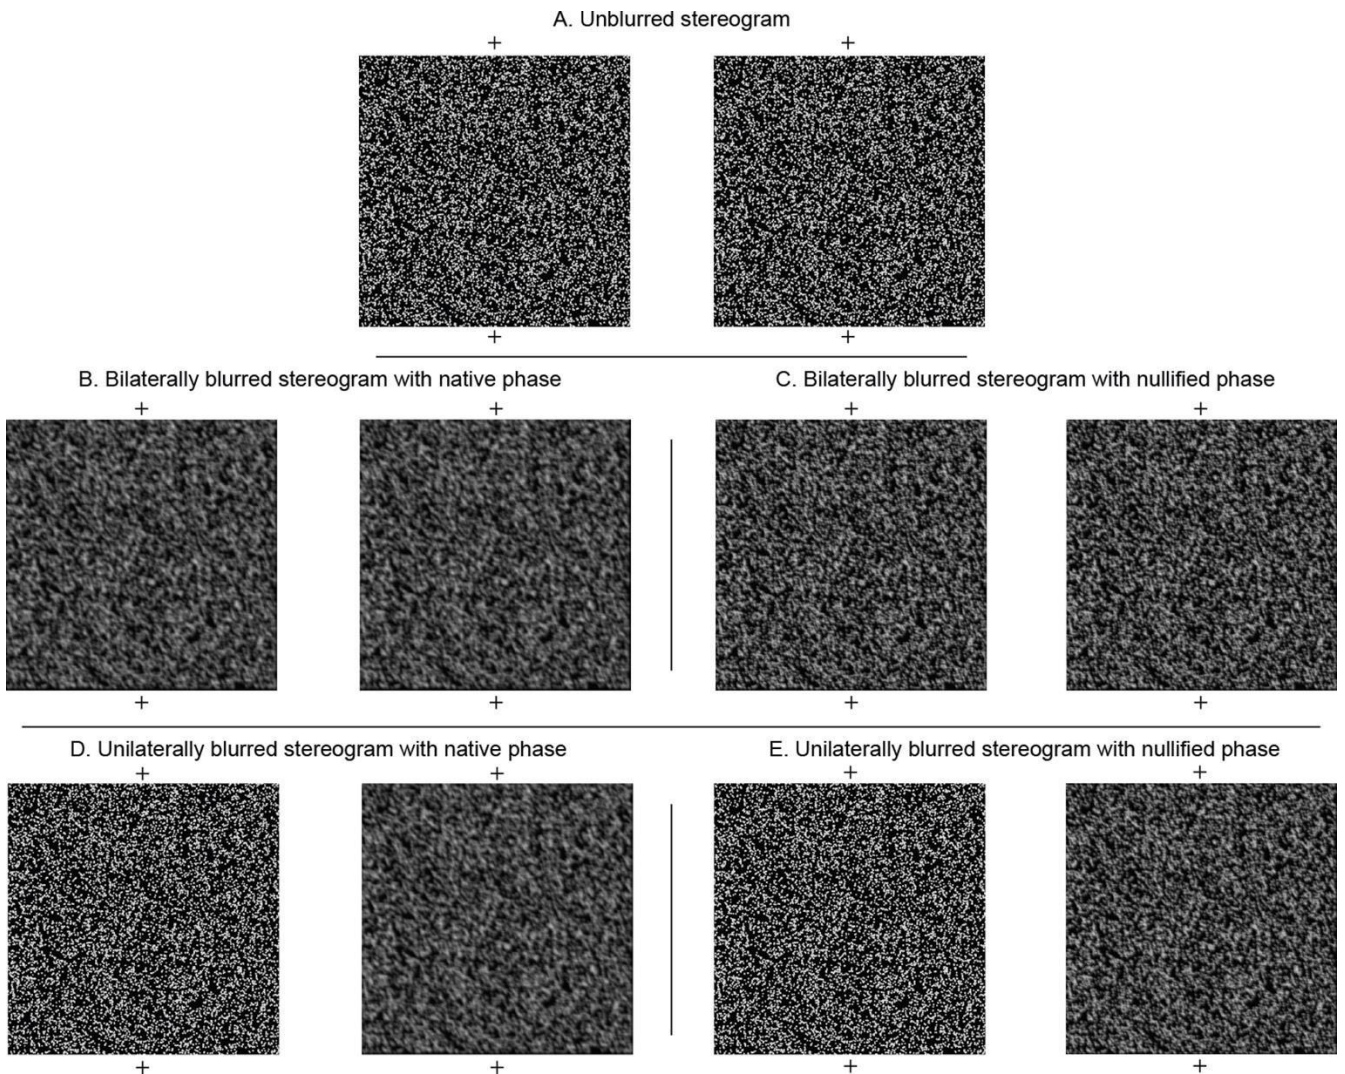 A. Unblurred stereogram
B. Bilaterally blurred stereogram with native phase
C. Bilaterally blurred stereogram with nullified phase
D. Unilaterally blurred stereogram with native phase
E. Unilaterally blurred stereogram with nullified phase